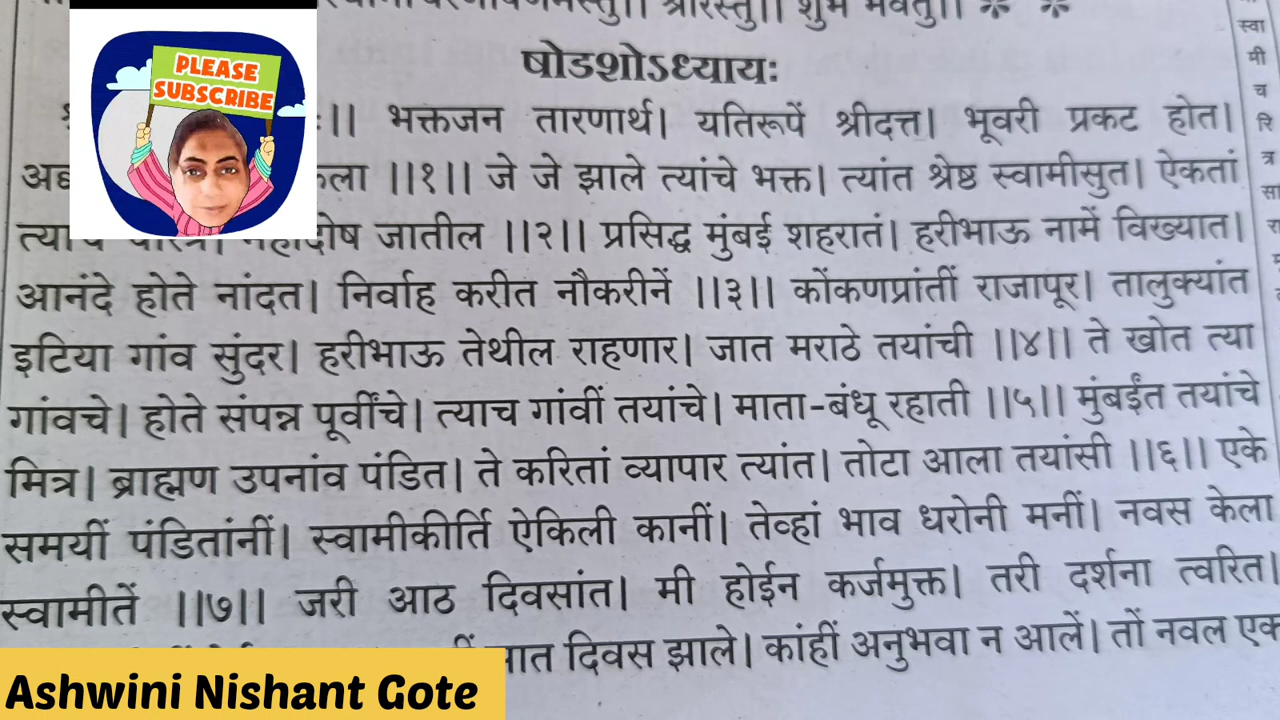 श्रीरस्तु।। शुभं भवतु।।
षोडशोऽध्यायः
PLEASE
SUBSCRIBE
।। भक्तजन तारणार्थ। यतिरूपें श्रीदत्त। भूवरी प्रकट होत।
।।१।। जे जे झाले त्यांचे भक्त। त्यांत श्रेष्ठ स्वामीसुत। ऐकतां
जातील ।।२।। प्रसिद्ध मुंबई शहरातं। हरीभाऊ नामें विख्यात।
आनंदे होते नांदत। निर्वाह करीत नौकरीनें ।।३।। कोंकणप्रांतीं राजापूर। तालुक्यांत
इटिया गांव सुंदर। हरीभाऊ तेथील राहणार। जात मराठे तयांची ।।४।। ते खोत त्या
गांवचे। होते संपन्न पूर्वींचे। त्याच गांवीं तयांचे। माता-बंधू रहाती ।।५।। मुंबईंत तयांचे
मित्र। ब्राह्मण उपनांव पंडित। ते करितां व्यापार त्यांत। तोटा आला तयांसी ।।६।। एके
समयीं पंडितांनीं। स्वामीकीर्ति ऐकिली कानीं। तेव्हां भाव धरोनी मनीं। नवस केला
स्वामीतें ।।७।। जरी आठ दिवसांत। मी होईन कर्जमुक्त। तरी दर्शना त्वरित।
दिवस झाले। कांहीं अनुभवा न आलें। तों नवल एक
स्वा
मी
च
रि
त्र
सा
Ashwini Nishant Gote